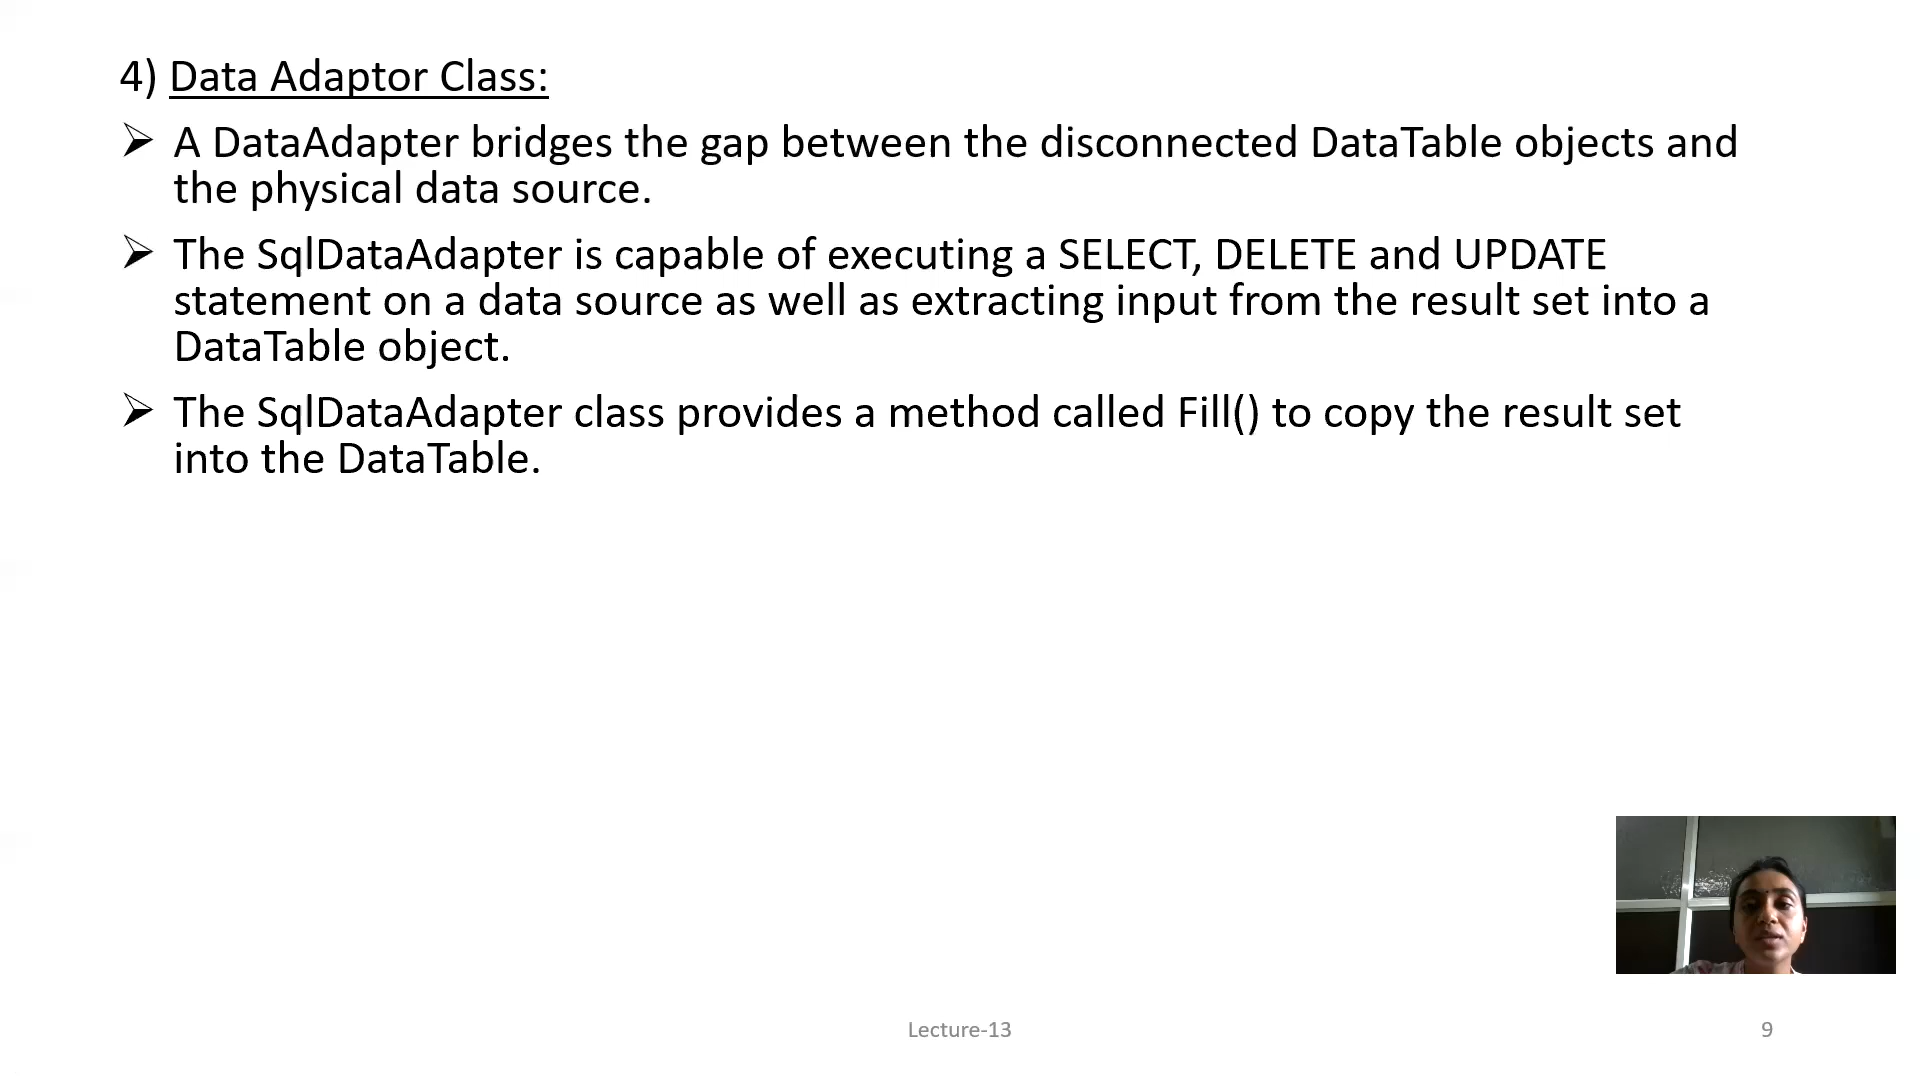 4) Data Adaptor Class:
➢ A DataAdapter bridges the gap between the disconnected DataTable objects and
the physical data source.
➢ The SqlDataAdapter is capable of executing a SELECT, DELETE and UPDATE
statement on a data source as well as extracting input from the result set into a
DataTable object.
➢ The SqlDataAdapter class provides a method called Fill() to copy the result set
into the DataTable.
Lecture-13
9